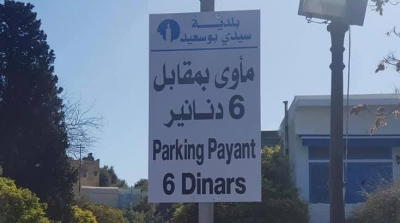 بلدية
سيدي بوسعيد
مأوى بمقابل
6 دنانير
Parking Payant
6 Dinars